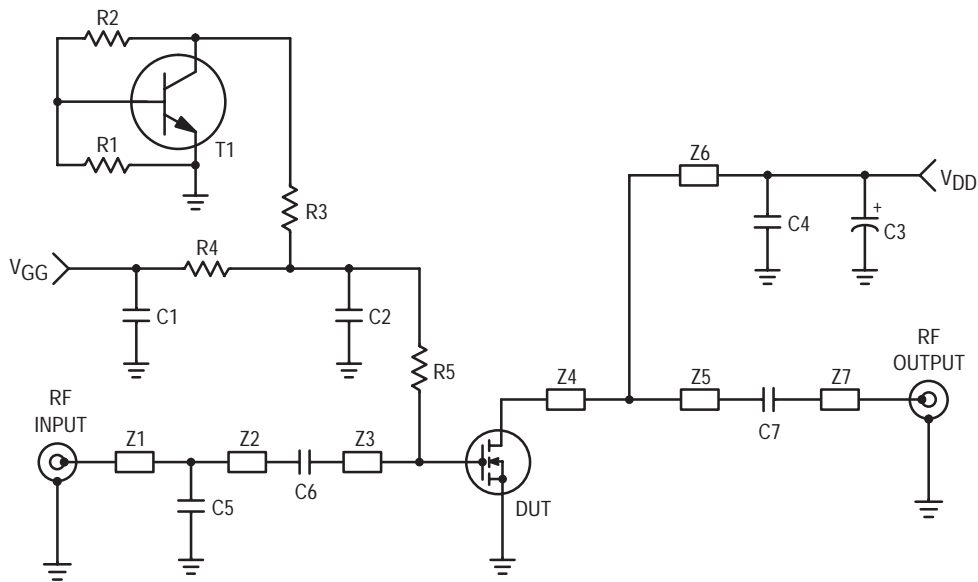 R2
R1
T1
R3
Z6
VDD
C4
+
C3
R4
VGG
C1
C2
R5
RF
OUTPUT
Z4
Z5
Z7
C7
RF
INPUT
Z1
Z2
Z3
C6
C5
DUT